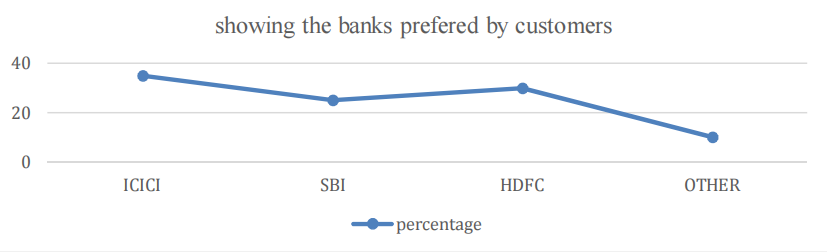 showing the banks prefered by customers
40
20
0
ICICI SBI HDFC OTHER
percentage